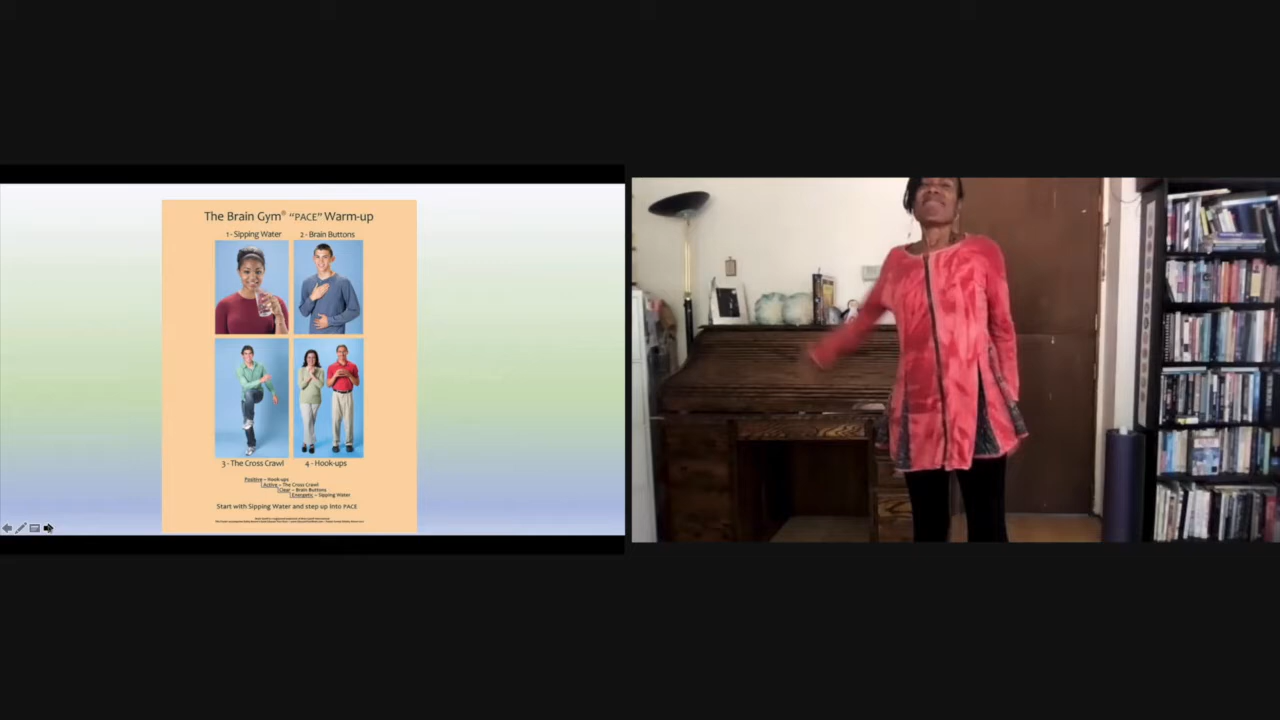 The Brain Gym® "PACE" Warm-up
1 - Sipping Water
2 - Brain Buttons
3 - The Cross Crawl
4 - Hook-ups
Positive – Hook-ups
Active – The Cross Crawl
Clear – Brain Buttons
Energetic – Sipping Water
Start with Sipping Water and step up into PACE